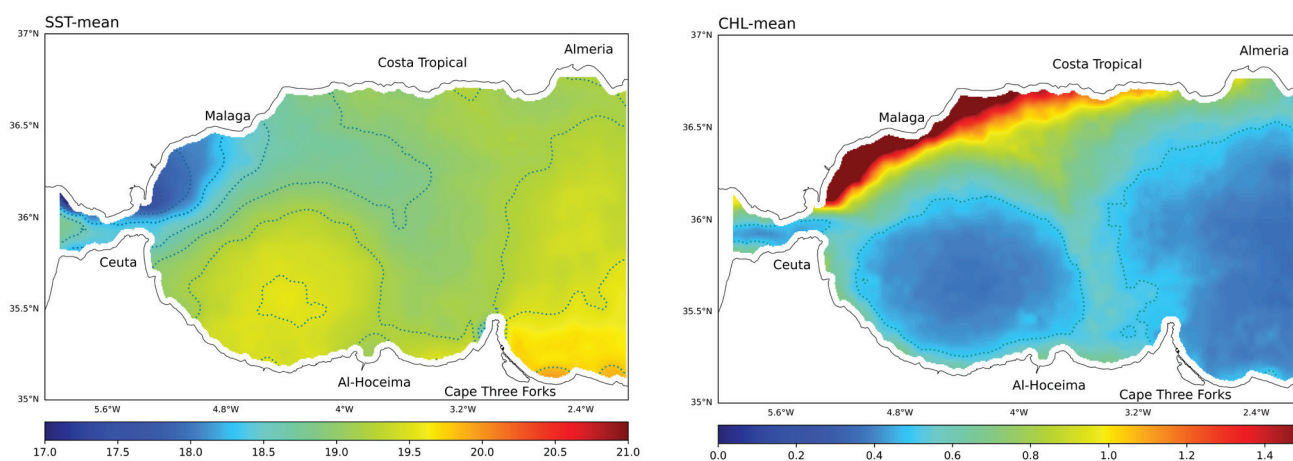 SST-mean
37°N
Almeria
Costa Tropical
Malaga
36.5°N
36°N
Ceuta
35.5°N
Al-Hoceima
Cape Three Forks
35°N
5.6°W 4.8°W 4°W 3.2°W 2.4°W
17.0 17.5 18.0 18.5 19.0 19.5 20.0 20.5 21.0
CHL-mean
37°N
Almeria
Costa Tropical
Malaga
36.5°N
36°N
Ceuta
35.5°N
Al-Hoceima
Cape Three Forks
35°N
5.6°W 4.8°W 4°W 3.2°W 2.4°W
0.0 0.2 0.4 0.6 0.8 1.0 1.2 1.4